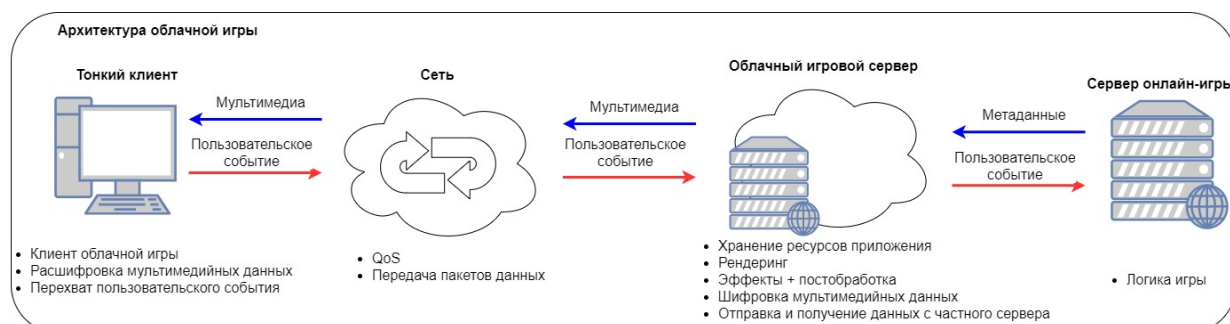 Архитектура облачной игры
Тонкий клиент
Мультимедиа
Пользовательское
событие
• Клиент облачной игры
• Расшифровка мультимедийных данных
• Перехват пользовательского события
Сеть
• QoS
• Передача пакетов данных
Мультимедиа
Пользовательское
событие
Облачный игровой сервер
• Хранение ресурсов приложения
• Рендеринг
• Эффекты + постобработка
• Шифровка мультимедийных данных
• Отправка и получение данных с частного сервера
Метаданные
Пользовательское
событие
Сервер онлайн-игры
• Логика игры